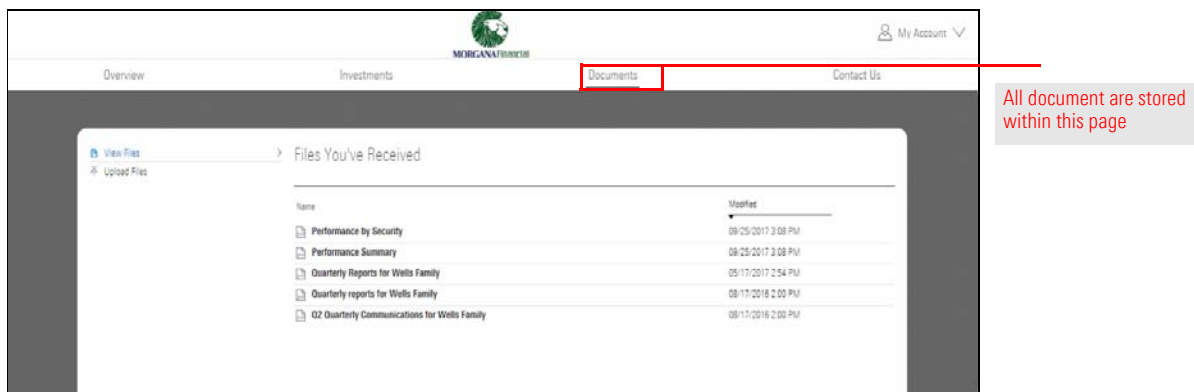 MORGANA Financial
My Account
Overview
Investments
Documents
Contact Us
All document are stored
within this page
View Files
Files You've Received
Upload Files
Name
Modified
Performance by Security
09/25/2017 3:08 PM
Performance Summary
09/25/2017 3:08 PM
Quarterly Reports for Wells Family
05/17/2017 2:54 PM
Quarterly reports for Wells Family
08/17/2016 2:00 PM
Q2 Quarterly Communications for Wells Family
08/17/2016 2:00 PM